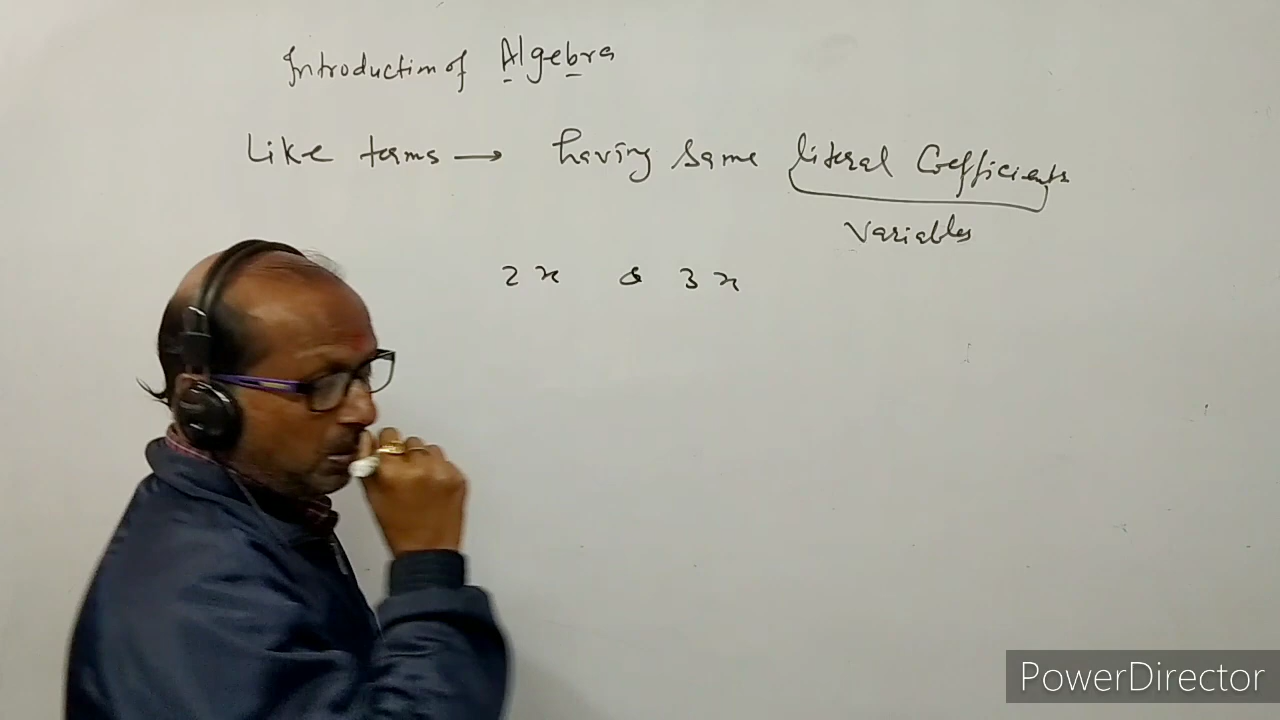 Introduction of Algebra
Like terms → having same literal Coefficients
Variables
2x & 3x
PowerDirector